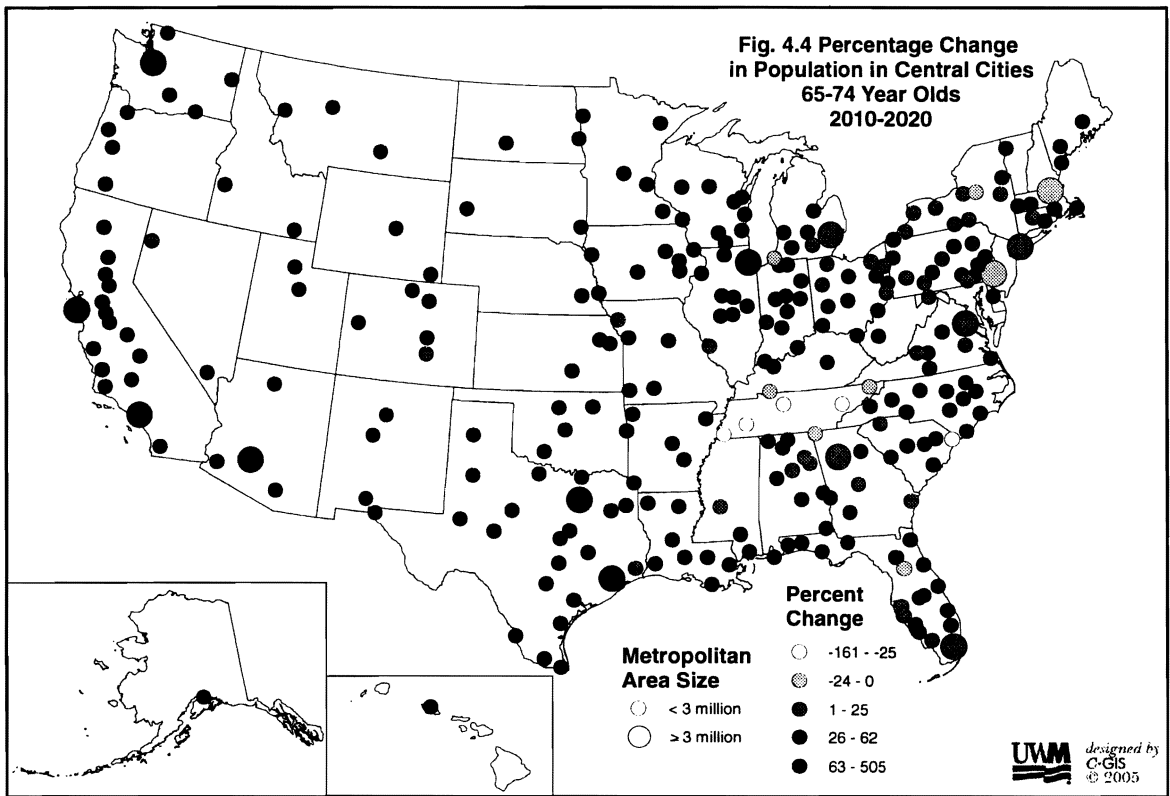 Fig. 4.4 Percentage Change
in Population in Central Cities
65-74 Year Olds
2010-2020
Metropolitan
Area Size
< 3 million
≥ 3 million
Percent
Change
-161 - -25
-24 - 0
1 - 25
26 - 62
63 - 505
UWM
designed by
C·GIS
© 2005